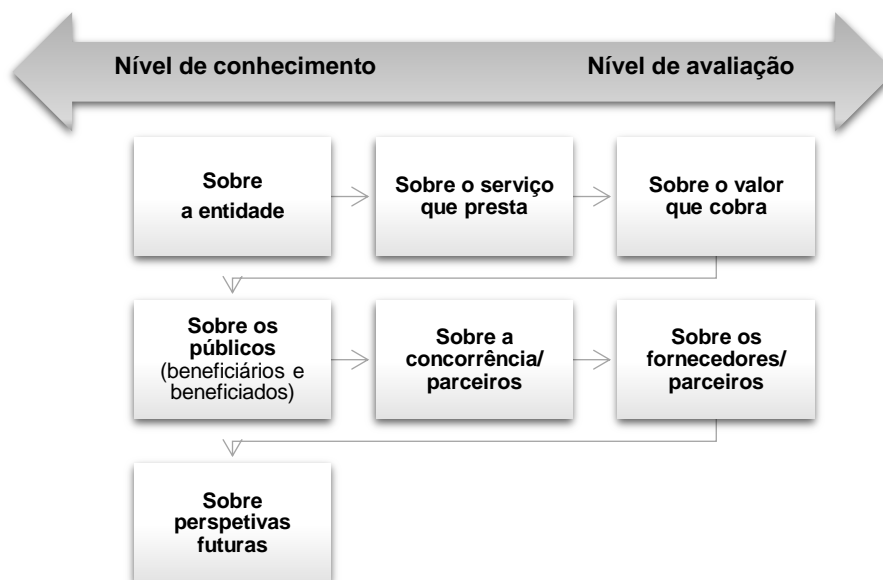 Nível de conhecimento
Nível de avaliação
Sobre
a entidade
Sobre o serviço
que presta
Sobre o valor
que cobra
Sobre os
públicos
(beneficiários e
beneficiados)
Sobre a
concorrência/
parceiros
Sobre os
fornecedores/
parceiros
Sobre
perspetivas
futuras